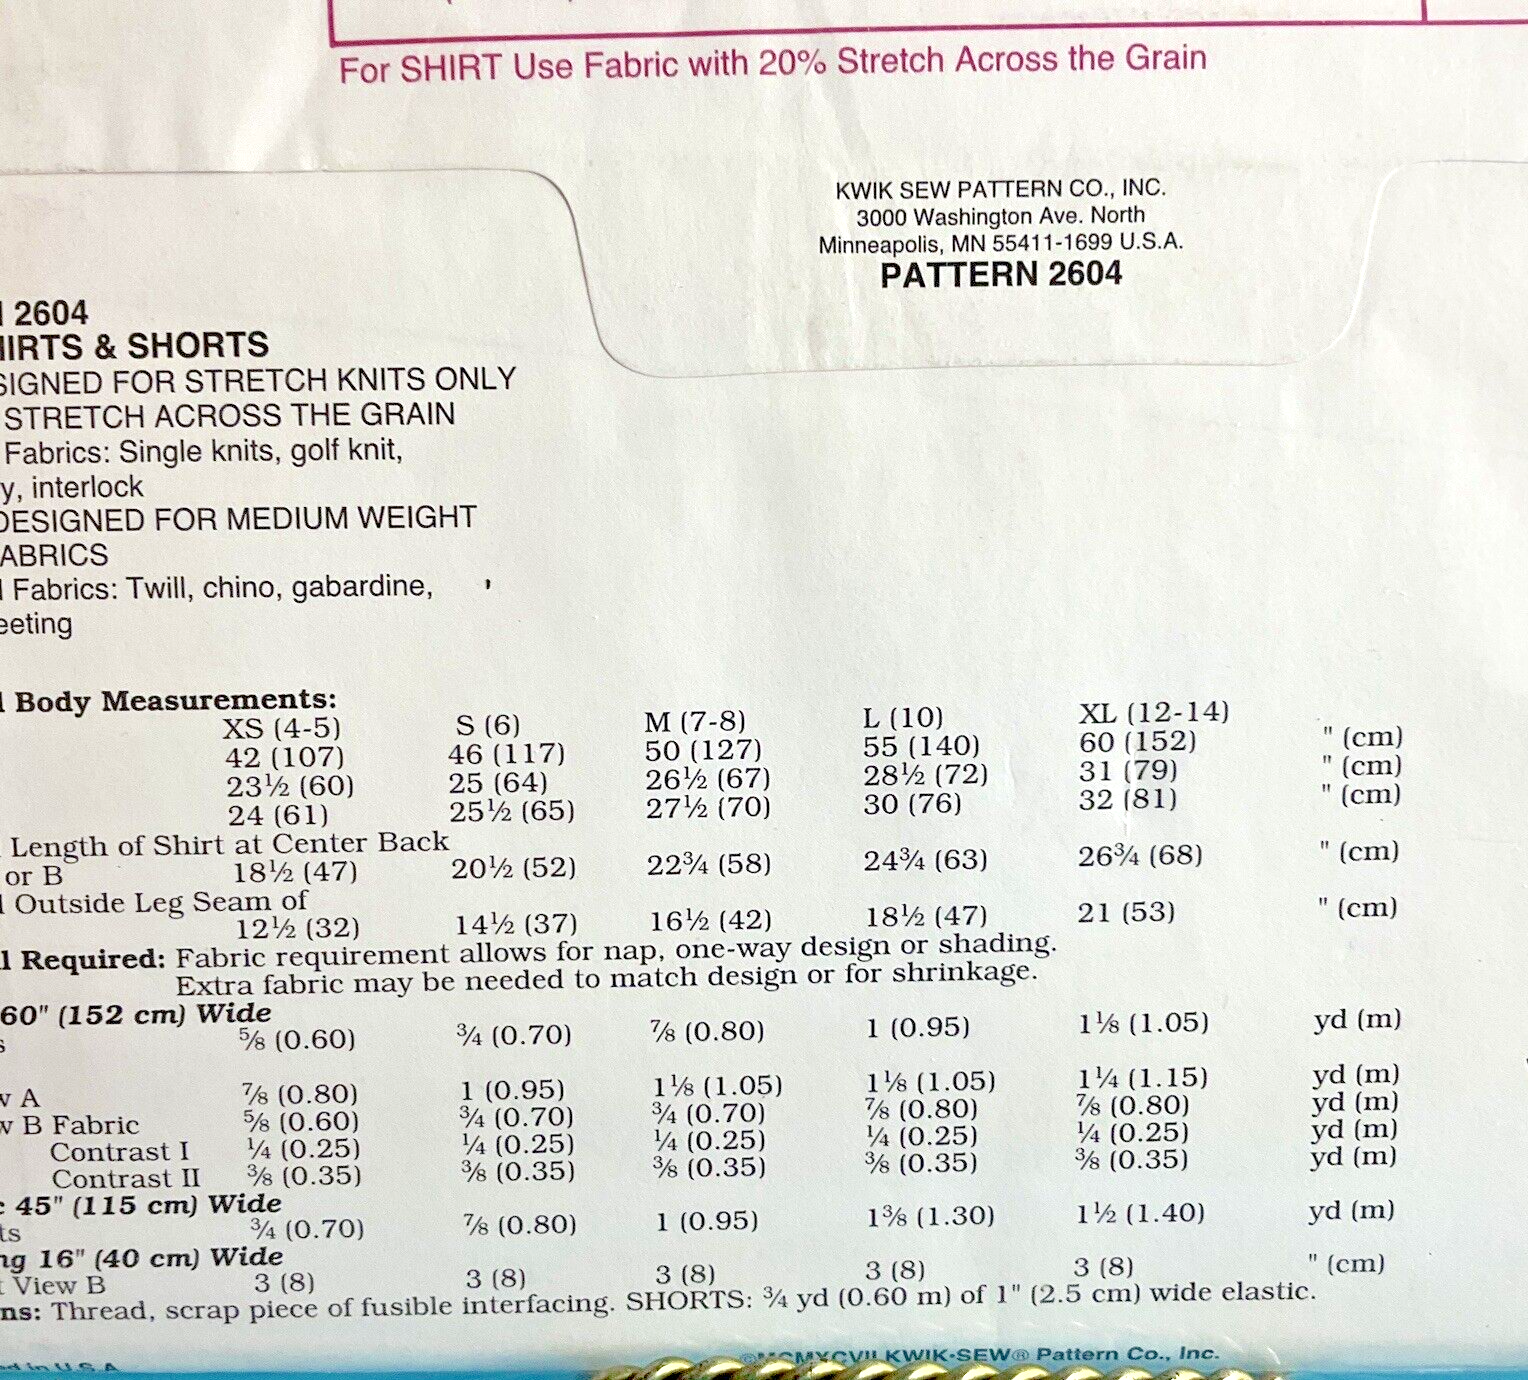 For SHIRT Use Fabric with 20% Stretch Across the Grain
KWIK SEW PATTERN CO., INC.
3000 Washington Ave. North
Minneapolis, MN 55411-1699 U.S.A.
PATTERN 2604
2604
HIRTS & SHORTS
SIGNED FOR STRETCH KNITS ONLY
STRETCH ACROSS THE GRAIN
Fabrics: Single knits, golf knit,
y, interlock
DESIGNED FOR MEDIUM WEIGHT
ABRICS
Fabrics: Twill, chino, gabardine,
eeting
Body Measurements:
XS (4-5) S (6) M (7-8) L (10) XL (12-14)
42 (107) 46 (117) 50 (127) 55 (140) 60 (152) " (cm)
23½ (60) 25 (64) 26½ (67) 28½ (72) 31 (79) " (cm)
24 (61) 25½ (65) 27½ (70) 30 (76) 32 (81) " (cm)
Length of Shirt at Center Back
or B 18½ (47) 20½ (52) 22¾ (58) 24¾ (63) 26¾ (68) " (cm)
Outside Leg Seam of
12½ (32) 14½ (37) 16½ (42) 18½ (47) 21 (53) " (cm)
l Required: Fabric requirement allows for nap, one-way design or shading.
Extra fabric may be needed to match design or for shrinkage.
60" (152 cm) Wide
s ⅝ (0.60) ¾ (0.70) ⅞ (0.80) 1 (0.95) 1⅛ (1.05) yd (m)
w A ⅞ (0.80) 1 (0.95) 1⅛ (1.05) 1⅛ (1.05) 1¼ (1.15) yd (m)
w B Fabric ⅝ (0.60) ¾ (0.70) ¾ (0.70) ⅞ (0.80) ⅞ (0.80) yd (m)
Contrast I ¼ (0.25) ¼ (0.25) ¼ (0.25) ¼ (0.25) ¼ (0.25) yd (m)
Contrast II ⅜ (0.35) ⅜ (0.35) ⅜ (0.35) ⅜ (0.35) ⅜ (0.35) yd (m)
c 45" (115 cm) Wide
ts ¾ (0.70) ⅞ (0.80) 1 (0.95) 1⅜ (1.30) 1½ (1.40) yd (m)
ng 16" (40 cm) Wide
t View B 3 (8) 3 (8) 3 (8) 3 (8) 3 (8) " (cm)
ns: Thread, scrap piece of fusible interfacing. SHORTS: ¾ yd (0.60 m) of 1" (2.5 cm) wide elastic.
ed in U.S.A
©MCMXCVII KWIK•SEW® Pattern Co., Inc.